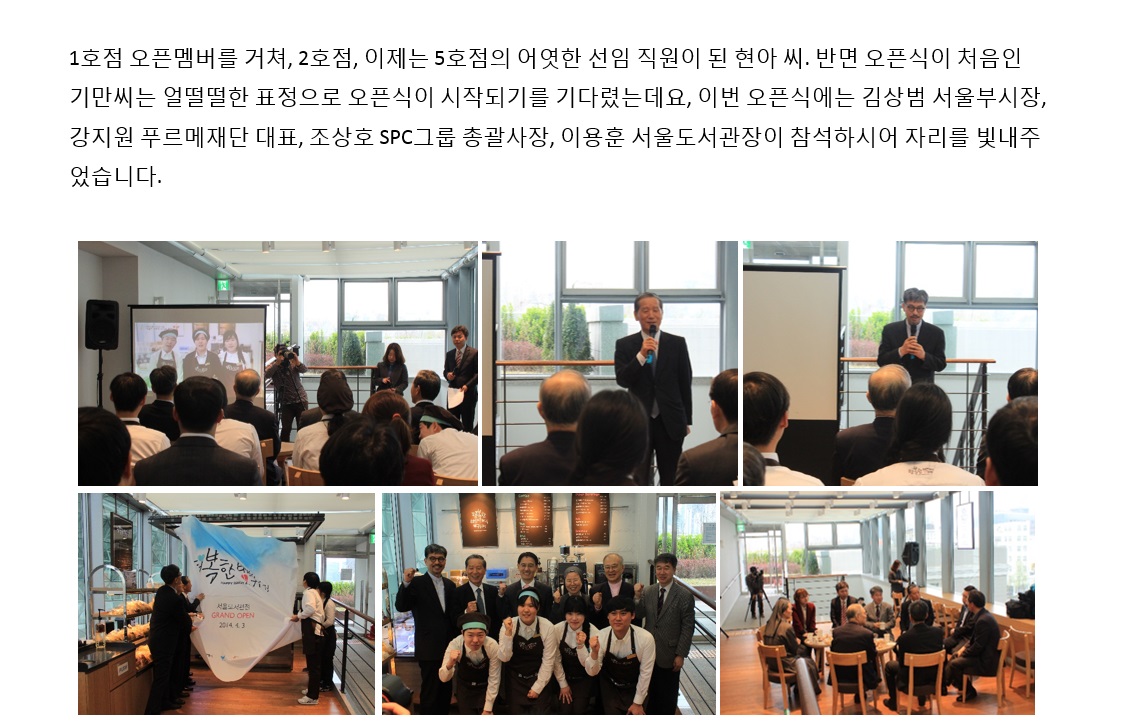 1호점 오픈멤버를 거쳐, 2호점, 이제는 5호점의 어엿한 선임 직원이 된 현아 씨. 반면 오픈식이 처음인
기만씨는 얼떨떨한 표정으로 오픈식이 시작되기를 기다렸는데요, 이번 오픈식에는 김상범 서울부시장,
강지원 푸르메재단 대표, 조상호 SPC그룹 총괄사장, 이용훈 서울도서관장이 참석하시어 자리를 빛내주
었습니다.
행복한
서울도서관점
GRAND OPEN
2014. 4. 3